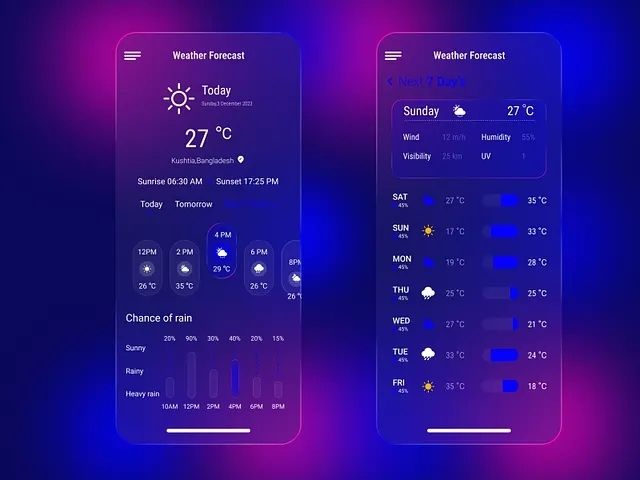 Weather Forecast
Today
Sunday,3 December 2023
27 °C
Kushtia,Bangladesh
Sunrise 06:30 AM Sunset 17:25 PM
Today Tomorrow
12PM 2 PM 4 PM 6 PM 8PM
26 °C 35 °C 29 °C 26 °C 26 °C
Chance of rain
20% 90% 30% 40% 20% 15%
Sunny
Rainy
Heavy rain
10AM 12PM 2PM 4PM 6PM 8PM
Weather Forecast
< Next 7 Day's
Sunday 27 °C
Wind 12 m/h Humidity 55%
Visibility 25 km UV 1
SAT 27 °C 35 °C
45%
SUN 17 °C 33 °C
45%
MON 19 °C 28 °C
45%
THU 25 °C 25 °C
45%
WED 27 °C 21 °C
45%
TUE 33 °C 24 °C
45%
FRI 35 °C 18 °C
45%